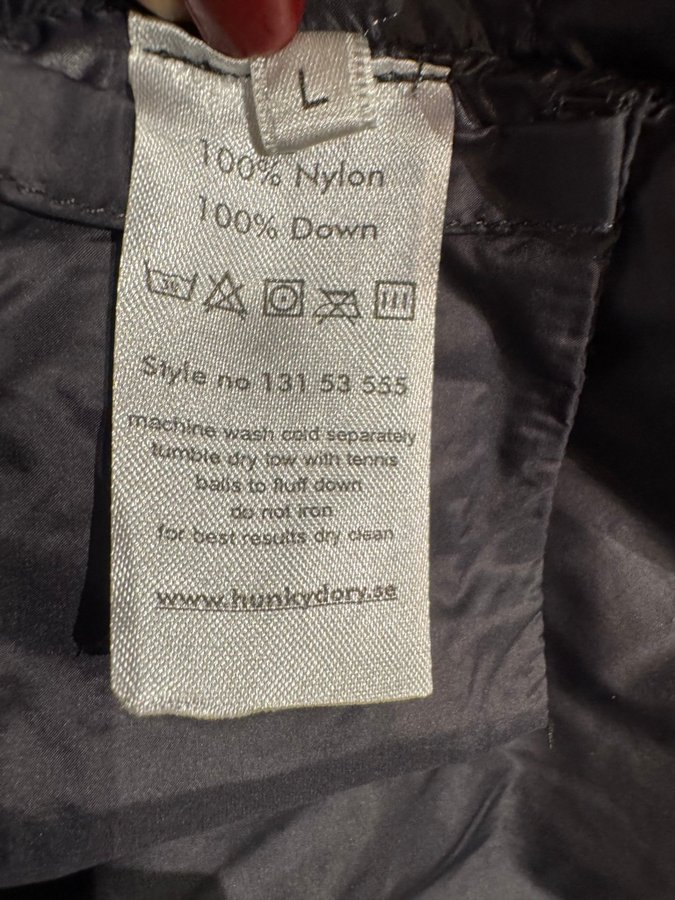 L
100% Nylon
100% Down
30
Style no 131 53 555
machine wash cold separately
tumble dry low with tennis
balls to fluff down
do not iron
for best results dry clean
www.hunkydory.se